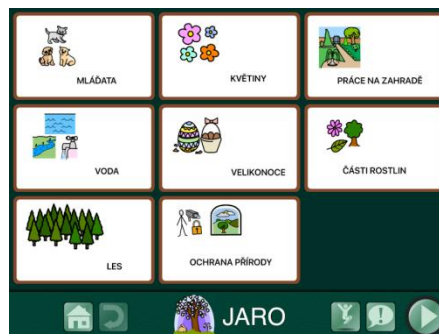 MLÁĎATA
KVĚTINY
PRÁCE NA ZAHRADĚ
VODA
VELIKONOCE
ČÁSTI ROSTLIN
LES
OCHRANA PŘÍRODY
JARO